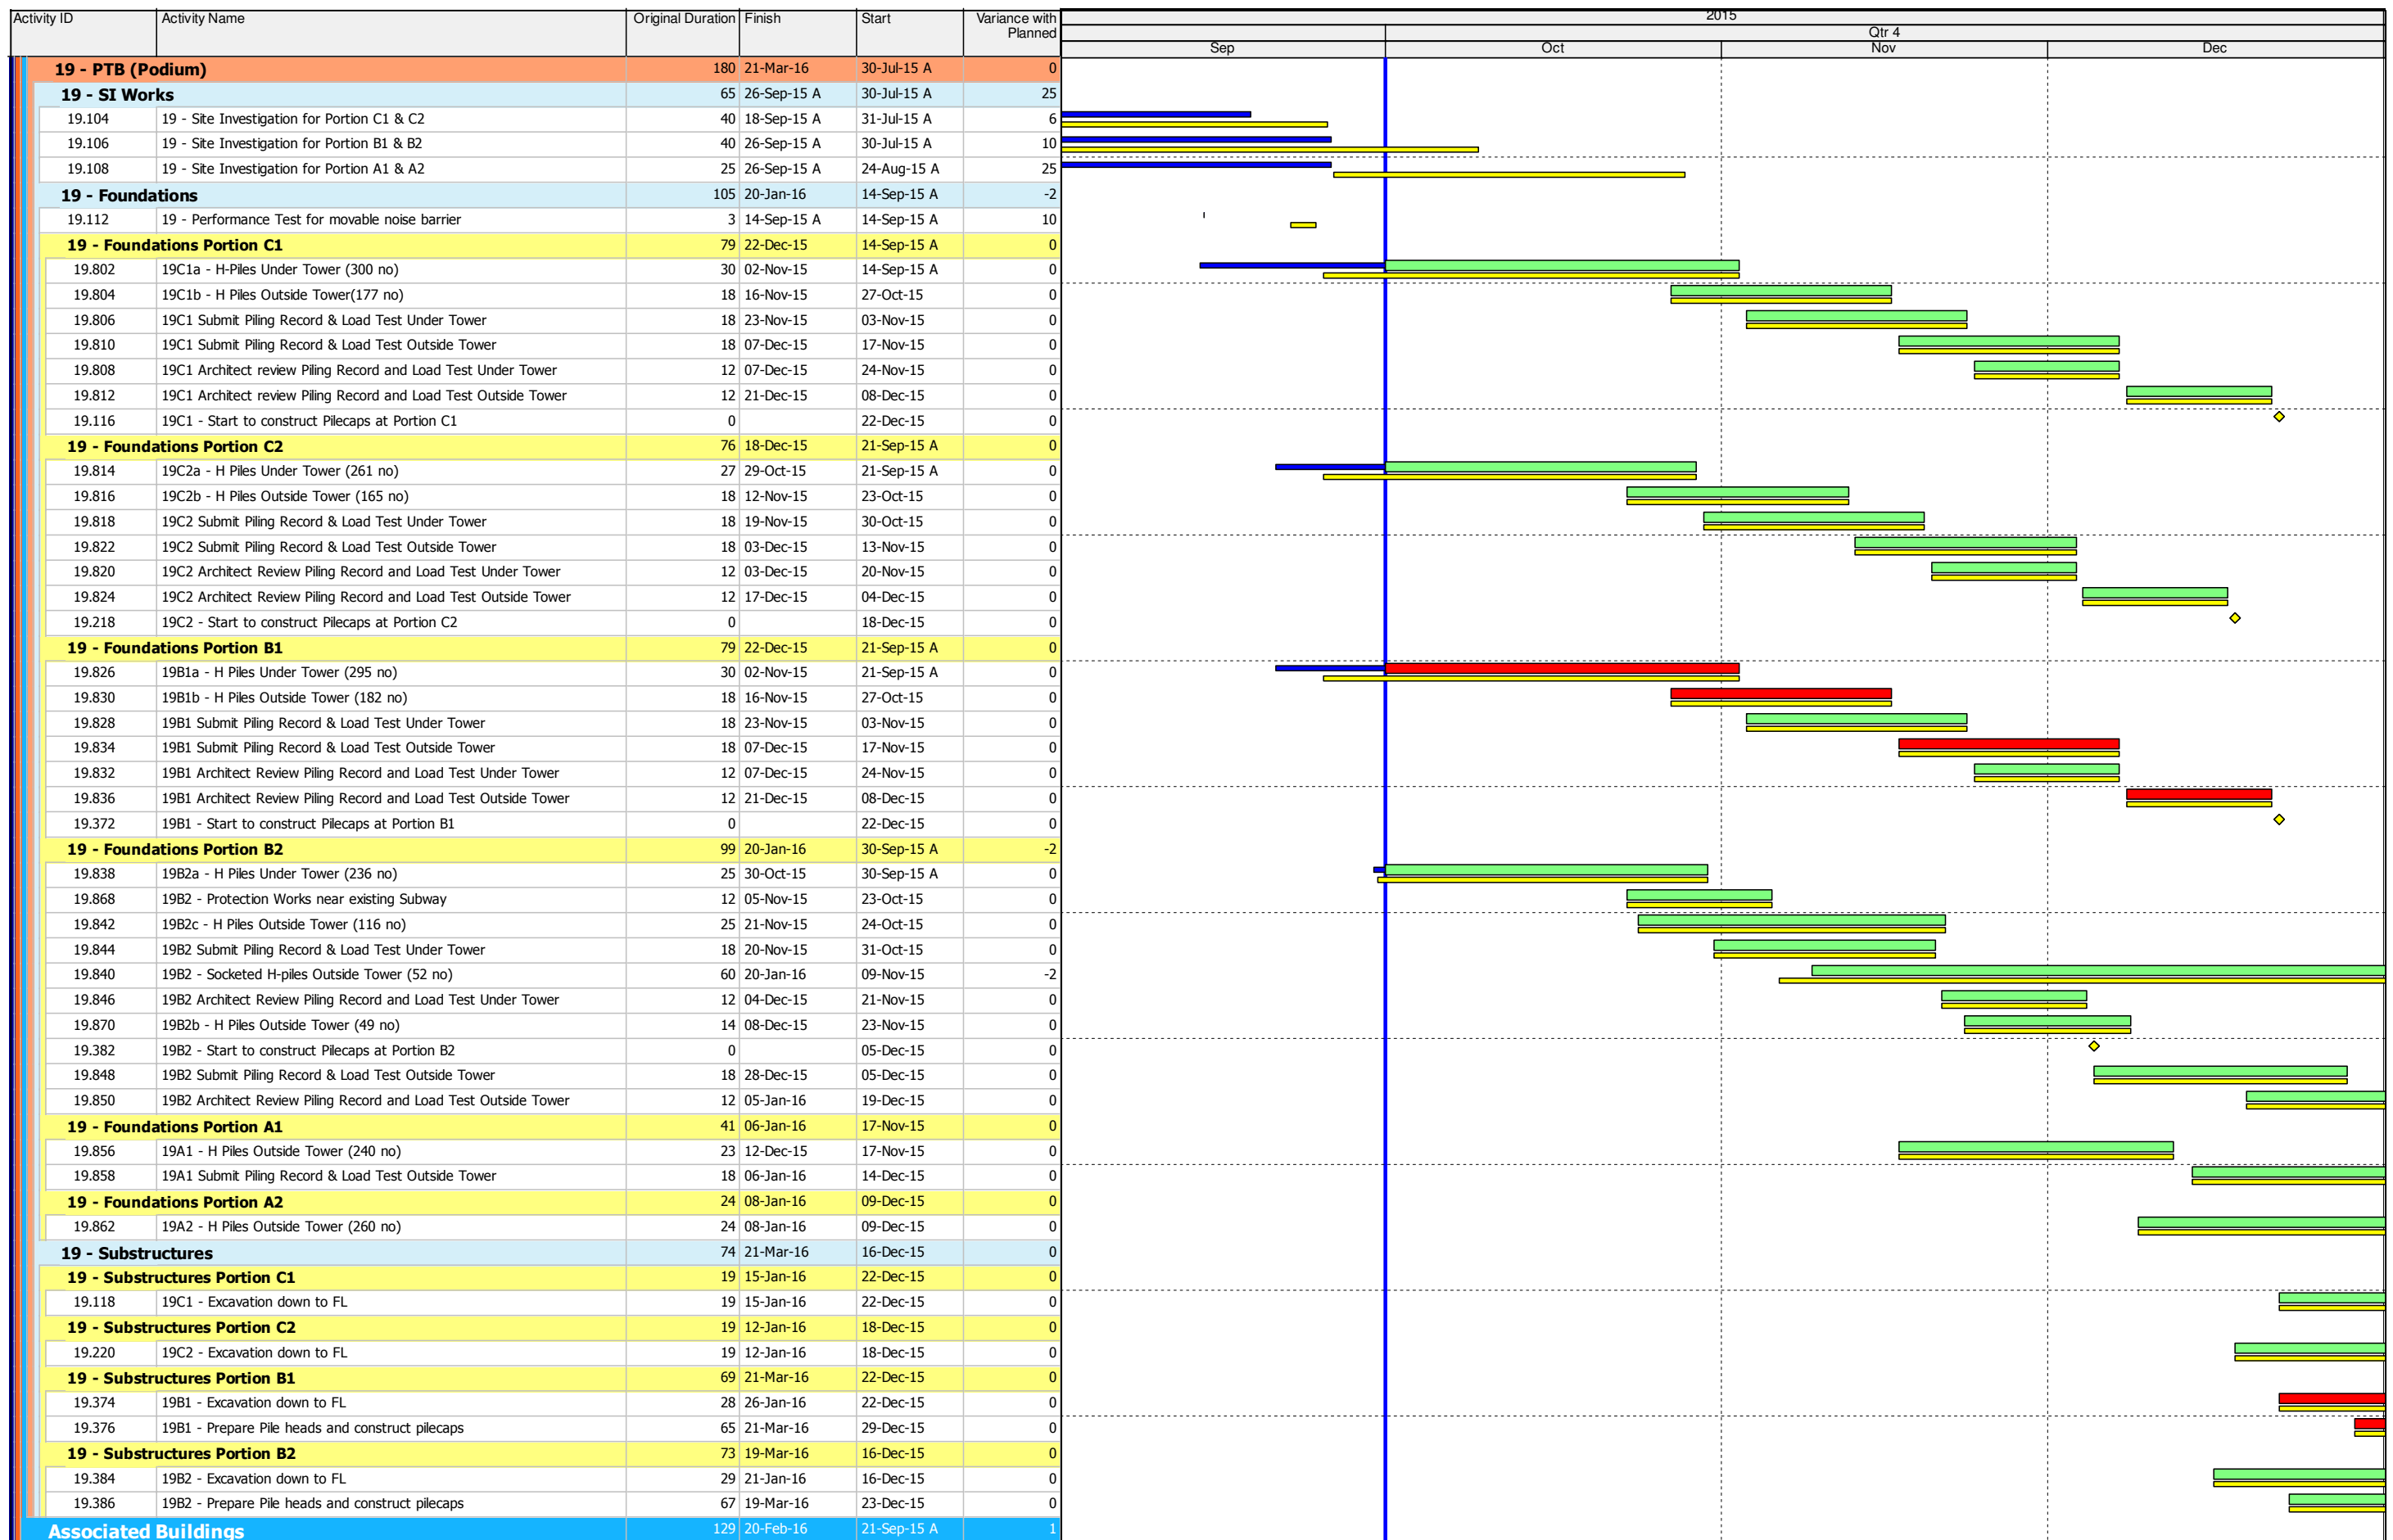 Activity ID Activity Name Original Duration Finish Start Variance with Planned 2015
Qtr 4
Sep Oct Nov Dec
19 - PTB (Podium) 180 21-Mar-16 30-Jul-15 A 0
19 - SI Works 65 26-Sep-15 A 30-Jul-15 A 25
19.104 19 - Site Investigation for Portion C1 & C2 40 18-Sep-15 A 31-Jul-15 A 6
19.106 19 - Site Investigation for Portion B1 & B2 40 26-Sep-15 A 30-Jul-15 A 10
19.108 19 - Site Investigation for Portion A1 & A2 25 26-Sep-15 A 24-Aug-15 A 25
19 - Foundations 105 20-Jan-16 14-Sep-15 A -2
19.112 19 - Performance Test for movable noise barrier 3 14-Sep-15 A 14-Sep-15 A 10
19 - Foundations Portion C1 79 22-Dec-15 14-Sep-15 A 0
19.802 19C1a - H-Piles Under Tower (300 no) 30 02-Nov-15 14-Sep-15 A 0
19.804 19C1b - H Piles Outside Tower(177 no) 18 16-Nov-15 27-Oct-15 0
19.806 19C1 Submit Piling Record & Load Test Under Tower 18 23-Nov-15 03-Nov-15 0
19.810 19C1 Submit Piling Record & Load Test Outside Tower 18 07-Dec-15 17-Nov-15 0
19.808 19C1 Architect review Piling Record and Load Test Under Tower 12 07-Dec-15 24-Nov-15 0
19.812 19C1 Architect review Piling Record and Load Test Outside Tower 12 21-Dec-15 08-Dec-15 0
19.116 19C1 - Start to construct Pilecaps at Portion C1 0 22-Dec-15 0
19 - Foundations Portion C2 76 18-Dec-15 21-Sep-15 A 0
19.814 19C2a - H Piles Under Tower (261 no) 27 29-Oct-15 21-Sep-15 A 0
19.816 19C2b - H Piles Outside Tower (165 no) 18 12-Nov-15 23-Oct-15 0
19.818 19C2 Submit Piling Record & Load Test Under Tower 18 19-Nov-15 30-Oct-15 0
19.822 19C2 Submit Piling Record & Load Test Outside Tower 18 03-Dec-15 13-Nov-15 0
19.820 19C2 Architect Review Piling Record and Load Test Under Tower 12 03-Dec-15 20-Nov-15 0
19.824 19C2 Architect Review Piling Record and Load Test Outside Tower 12 17-Dec-15 04-Dec-15 0
19.218 19C2 - Start to construct Pilecaps at Portion C2 0 18-Dec-15 0
19 - Foundations Portion B1 79 22-Dec-15 21-Sep-15 A 0
19.826 19B1a - H Piles Under Tower (295 no) 30 02-Nov-15 21-Sep-15 A 0
19.830 19B1b - H Piles Outside Tower (182 no) 18 16-Nov-15 27-Oct-15 0
19.828 19B1 Submit Piling Record & Load Test Under Tower 18 23-Nov-15 03-Nov-15 0
19.834 19B1 Submit Piling Record & Load Test Outside Tower 18 07-Dec-15 17-Nov-15 0
19.832 19B1 Architect Review Piling Record and Load Test Under Tower 12 07-Dec-15 24-Nov-15 0
19.836 19B1 Architect Review Piling Record and Load Test Outside Tower 12 21-Dec-15 08-Dec-15 0
19.372 19B1 - Start to construct Pilecaps at Portion B1 0 22-Dec-15 0
19 - Foundations Portion B2 99 20-Jan-16 30-Sep-15 A -2
19.838 19B2a - H Piles Under Tower (236 no) 25 30-Oct-15 30-Sep-15 A 0
19.868 19B2 - Protection Works near existing Subway 12 05-Nov-15 23-Oct-15 0
19.842 19B2c - H Piles Outside Tower (116 no) 25 21-Nov-15 24-Oct-15 0
19.844 19B2 Submit Piling Record & Load Test Under Tower 18 20-Nov-15 31-Oct-15 0
19.840 19B2 - Socketed H-piles Outside Tower (52 no) 60 20-Jan-16 09-Nov-15 -2
19.846 19B2 Architect Review Piling Record and Load Test Under Tower 12 04-Dec-15 21-Nov-15 0
19.870 19B2b - H Piles Outside Tower (49 no) 14 08-Dec-15 23-Nov-15 0
19.382 19B2 - Start to construct Pilecaps at Portion B2 0 05-Dec-15 0
19.848 19B2 Submit Piling Record & Load Test Outside Tower 18 28-Dec-15 05-Dec-15 0
19.850 19B2 Architect Review Piling Record and Load Test Outside Tower 12 05-Jan-16 19-Dec-15 0
19 - Foundations Portion A1 41 06-Jan-16 17-Nov-15 0
19.856 19A1 - H Piles Outside Tower (240 no) 23 12-Dec-15 17-Nov-15 0
19.858 19A1 Submit Piling Record & Load Test Outside Tower 18 06-Jan-16 14-Dec-15 0
19 - Foundations Portion A2 24 08-Jan-16 09-Dec-15 0
19.862 19A2 - H Piles Outside Tower (260 no) 24 08-Jan-16 09-Dec-15 0
19 - Substructures 74 21-Mar-16 16-Dec-15 0
19 - Substructures Portion C1 19 15-Jan-16 22-Dec-15 0
19.118 19C1 - Excavation down to FL 19 15-Jan-16 22-Dec-15 0
19 - Substructures Portion C2 19 12-Jan-16 18-Dec-15 0
19.220 19C2 - Excavation down to FL 19 12-Jan-16 18-Dec-15 0
19 - Substructures Portion B1 69 21-Mar-16 22-Dec-15 0
19.374 19B1 - Excavation down to FL 28 26-Jan-16 22-Dec-15 0
19.376 19B1 - Prepare Pile heads and construct pilecaps 65 21-Mar-16 29-Dec-15 0
19 - Substructures Portion B2 73 19-Mar-16 16-Dec-15 0
19.384 19B2 - Excavation down to FL 29 21-Jan-16 16-Dec-15 0
19.386 19B2 - Prepare Pile heads and construct pilecaps 67 19-Mar-16 23-Dec-15 0
Associated Buildings 129 20-Feb-16 21-Sep-15 A 1